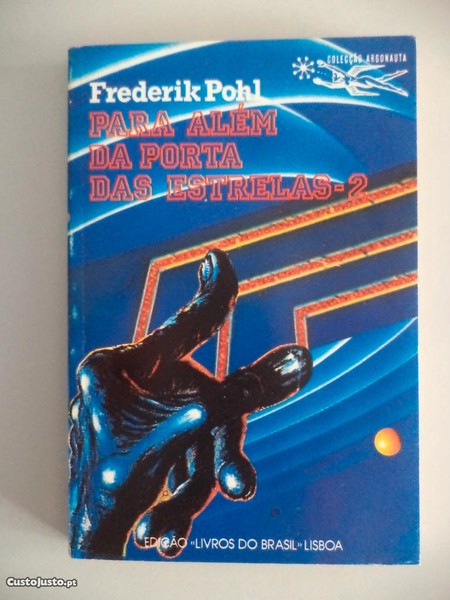 COLECÇÃO ARGONAUTA
Frederik Pohl
PARA ALÉM
DA PORTA
DAS ESTRELAS-2
EDIÇÃO «LIVROS DO BRASIL» LISBOA
CustoJusto.pt